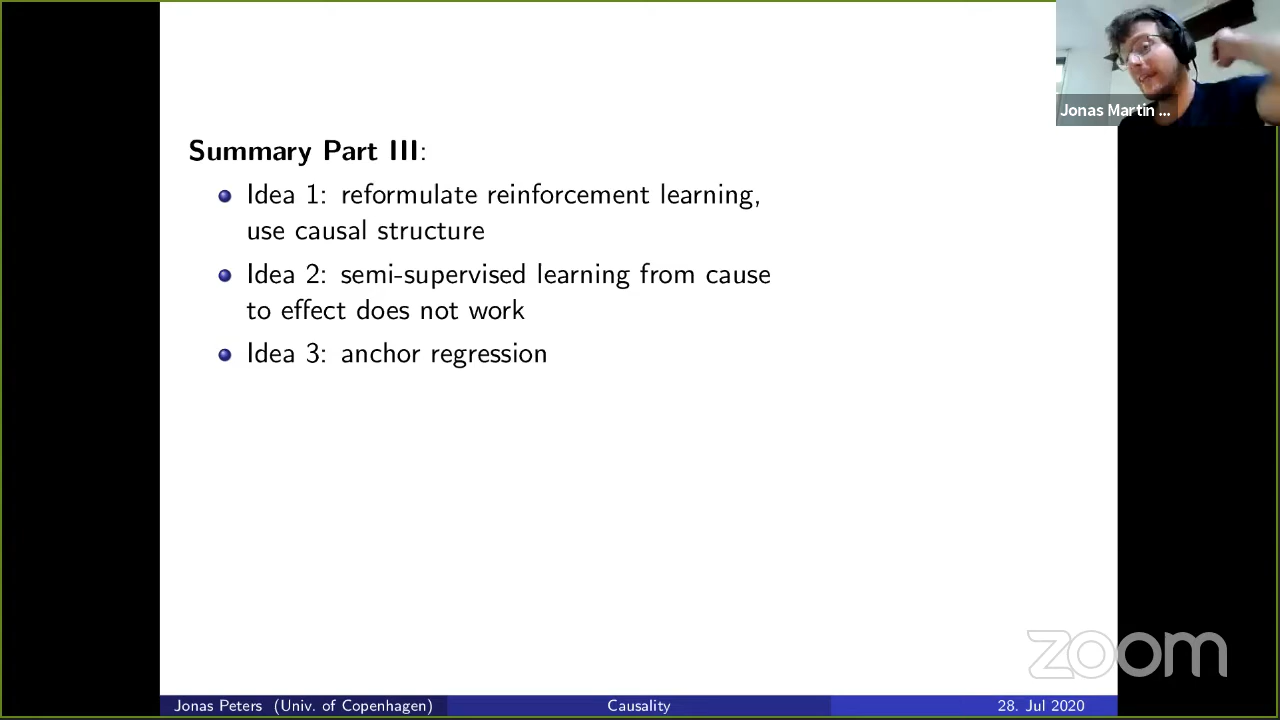 Jonas Martin ...
Summary Part III:
Idea 1: reformulate reinforcement learning,
use causal structure
Idea 2: semi-supervised learning from cause
to effect does not work
Idea 3: anchor regression
zoom
Jonas Peters (Univ. of Copenhagen)
Causality
28. Jul 2020